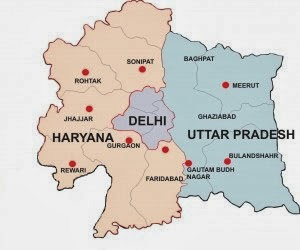 SONIPAT
BAGHPAT
ROHTAK
MEERUT
JHAJJAR
GHAZIABAD
DELHI
HARYANA
UTTAR PRADESH
GURGAON
BULANDSHAHR
REWARI
FARIDABAD
GAUTAM BUDH
NAGAR